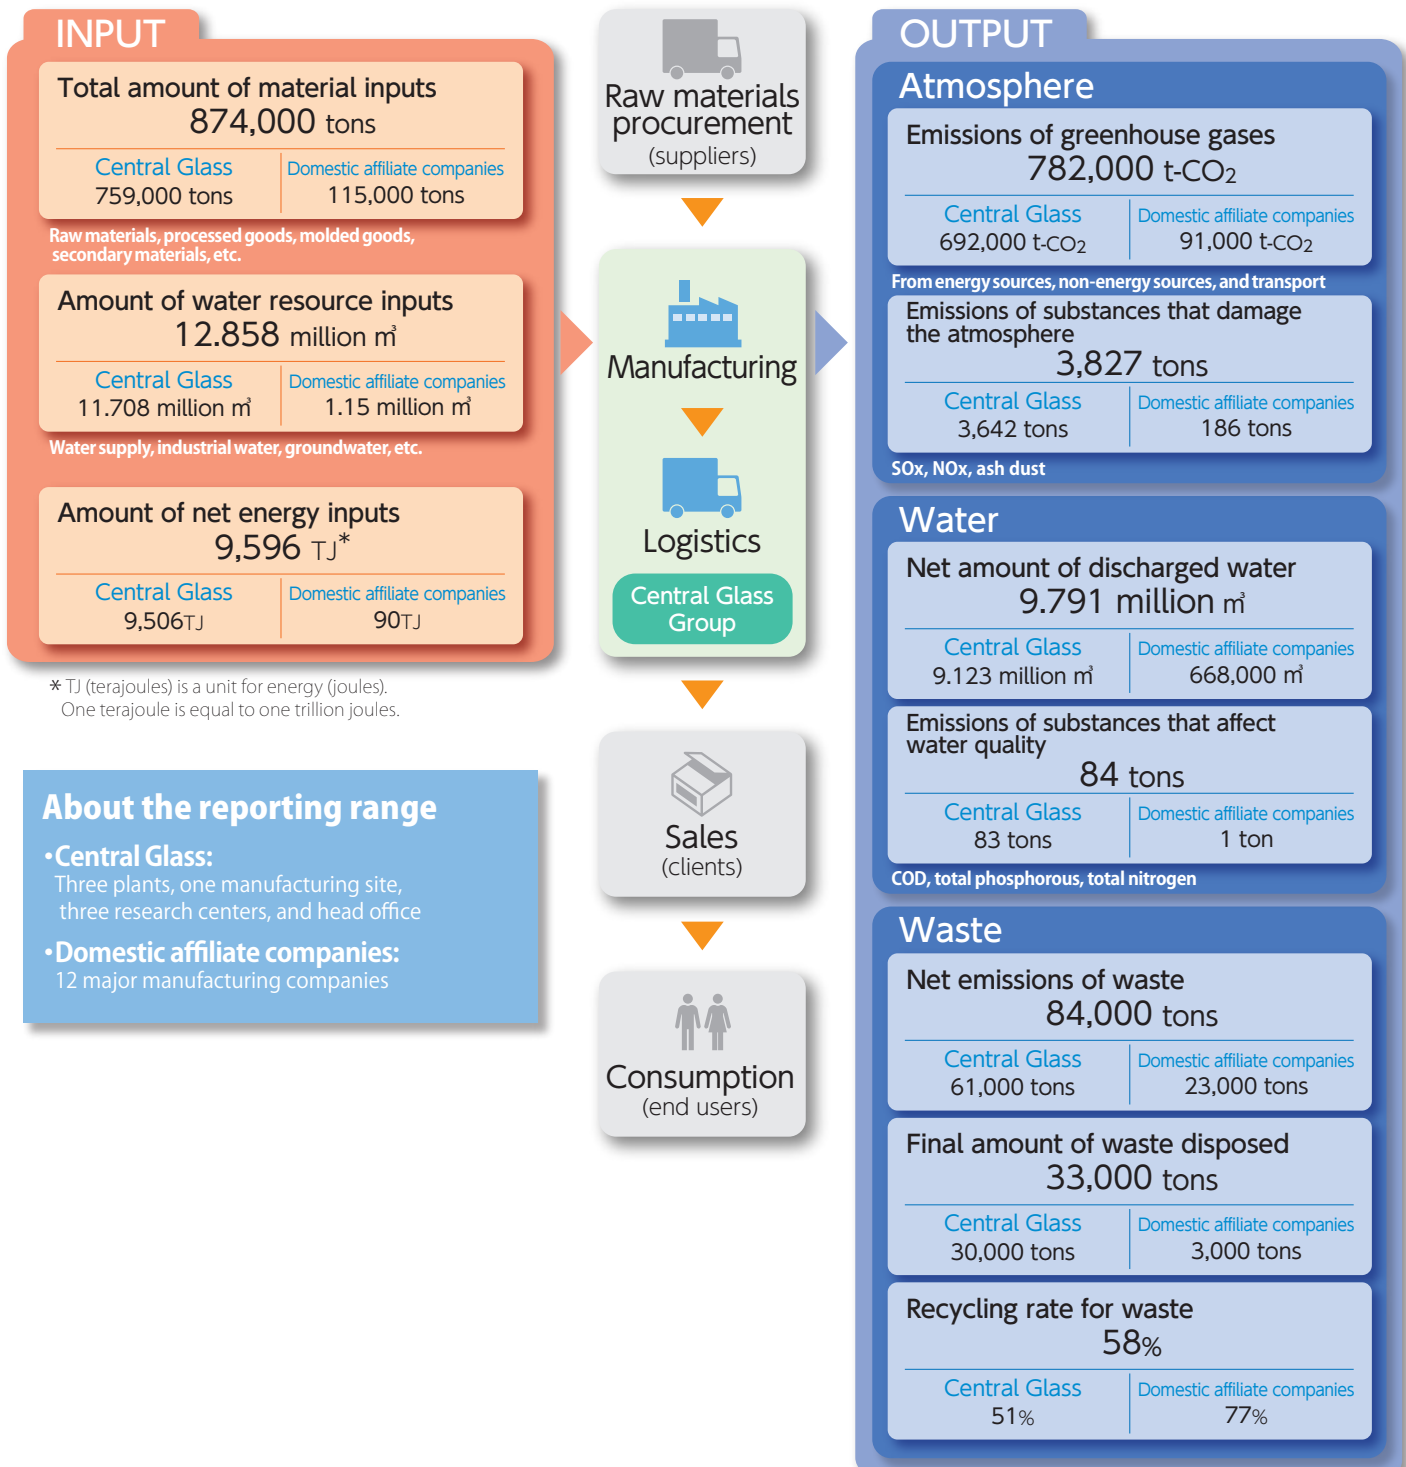 INPUT
Total amount of material inputs
874,000 tons
Central Glass
759,000 tons
Domestic affiliate companies
115,000 tons
Raw materials, processed goods, molded goods,
secondary materials, etc.
Amount of water resource inputs
12.858 million ㎥
Central Glass
11.708 million ㎥
Domestic affiliate companies
1.15 million ㎥
Water supply, industrial water, groundwater, etc.
Amount of net energy inputs
9,596 TJ*
Central Glass
9,506TJ
Domestic affiliate companies
90TJ
* TJ (terajoules) is a unit for energy (joules).
One terajoule is equal to one trillion joules.
About the reporting range
•Central Glass:
Three plants, one manufacturing site,
three research centers, and head office
•Domestic affiliate companies:
12 major manufacturing companies
Raw materials
procurement
(suppliers)
Manufacturing
Logistics
Central Glass
Group
Sales
(clients)
Consumption
(end users)
OUTPUT
Atmosphere
Emissions of greenhouse gases
782,000 t-CO2
Central Glass
692,000 t-CO2
Domestic affiliate companies
91,000 t-CO2
From energy sources, non-energy sources, and transport
Emissions of substances that damage
the atmosphere
3,827 tons
Central Glass
3,642 tons
Domestic affiliate companies
186 tons
SOx, NOx, ash dust
Water
Net amount of discharged water
9.791 million ㎥
Central Glass
9.123 million ㎥
Domestic affiliate companies
668,000 ㎥
Emissions of substances that affect
water quality
84 tons
Central Glass
83 tons
Domestic affiliate companies
1 ton
COD, total phosphorous, total nitrogen
Waste
Net emissions of waste
84,000 tons
Central Glass
61,000 tons
Domestic affiliate companies
23,000 tons
Final amount of waste disposed
33,000 tons
Central Glass
30,000 tons
Domestic affiliate companies
3,000 tons
Recycling rate for waste
58%
Central Glass
51%
Domestic affiliate companies
77%